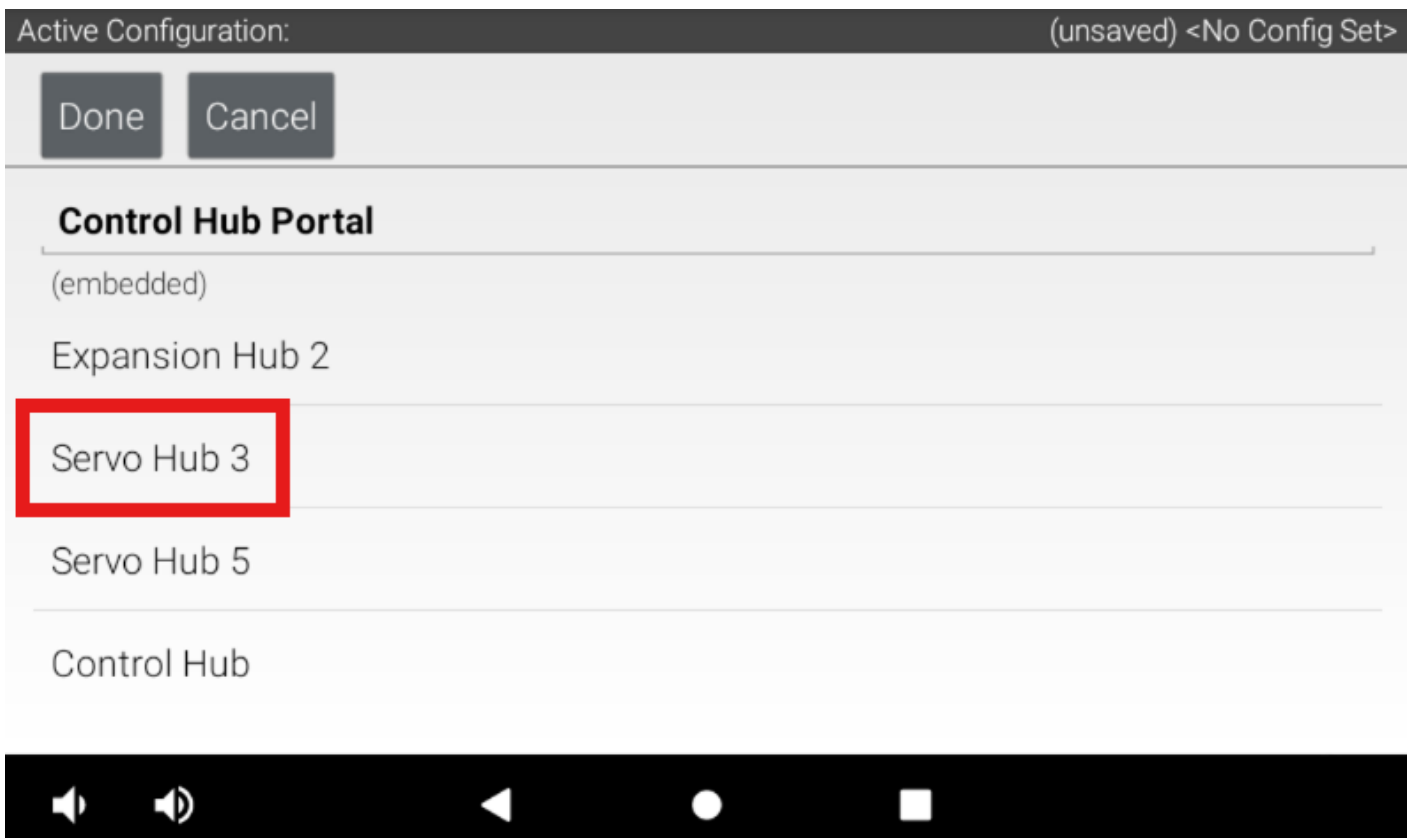 Active Configuration: (unsaved) <No Config Set>
Done Cancel
Control Hub Portal
(embedded)
Expansion Hub 2
Servo Hub 3
Servo Hub 5
Control Hub